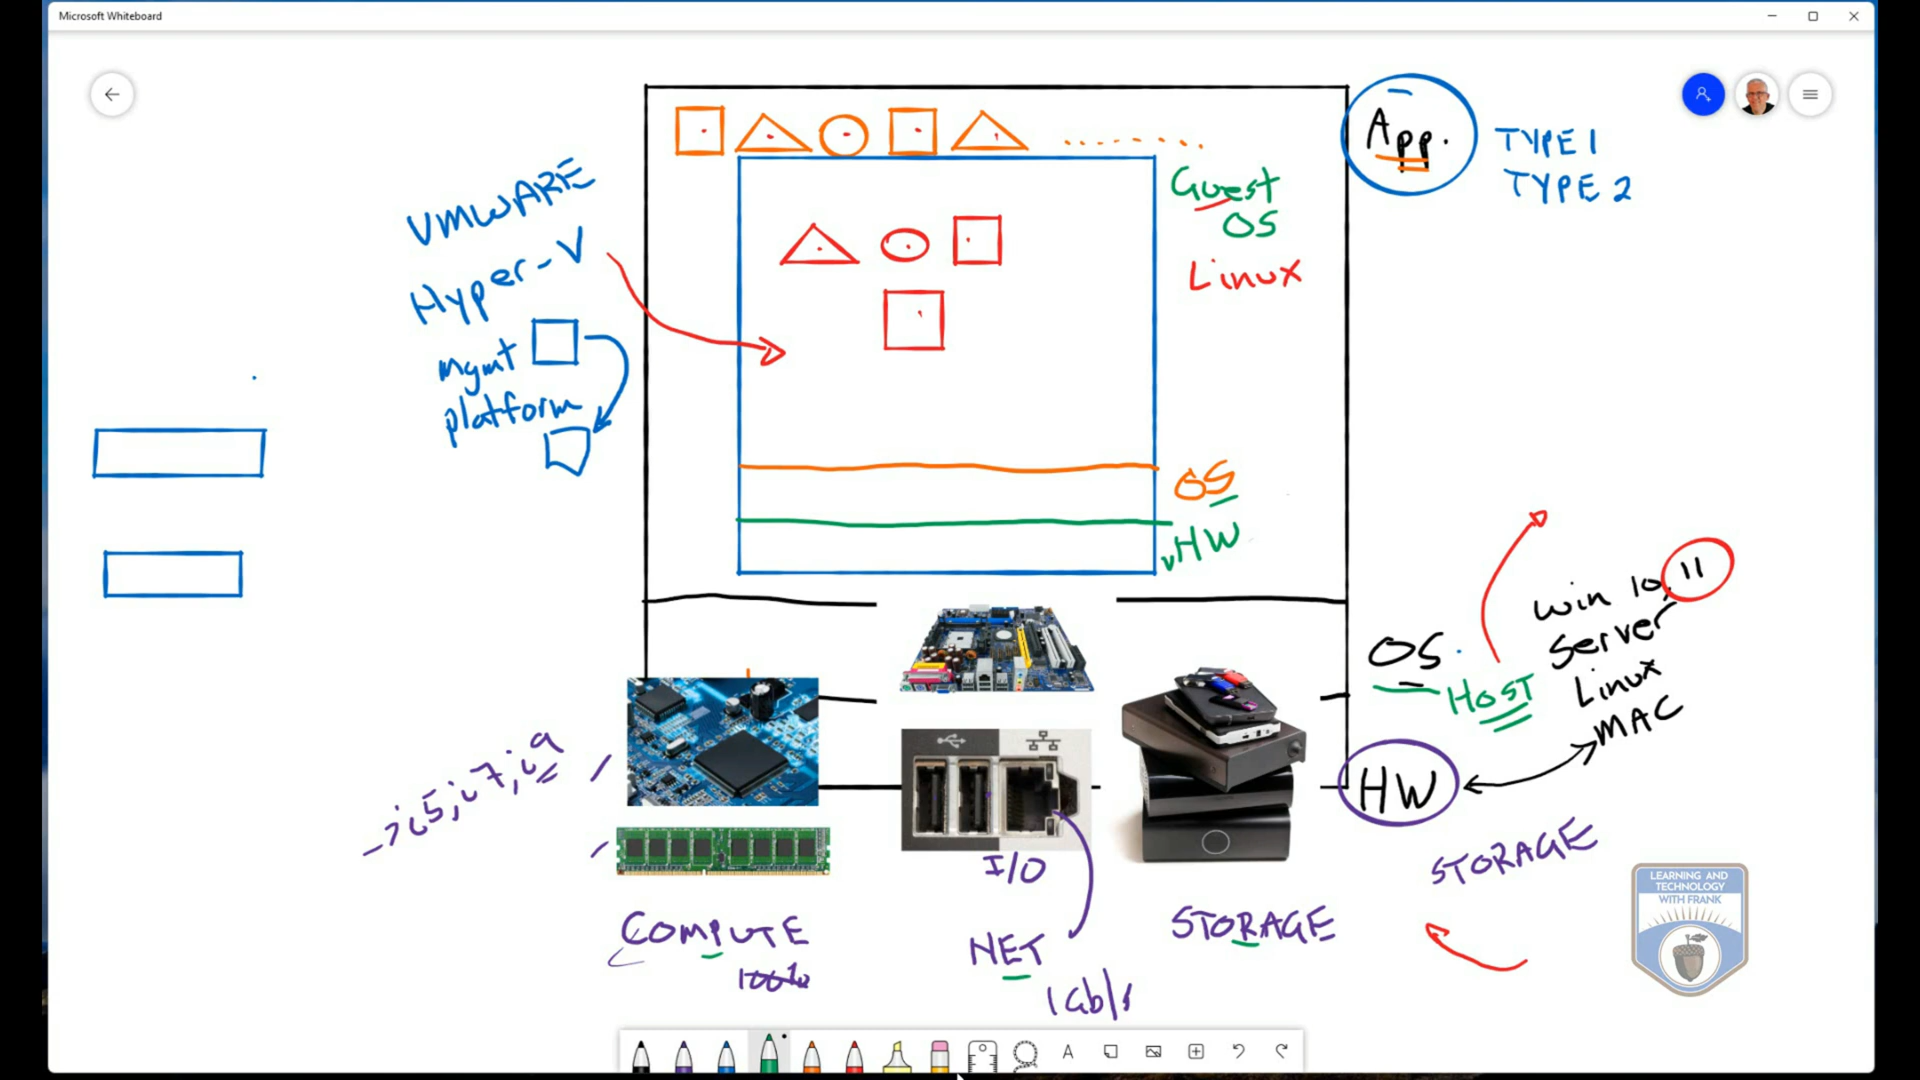 Microsoft Whiteboard
App.
TYPE 1
TYPE 2
VMWARE
Hyper-V
mgmt
platform
Guest
OS
Linux
OS
vHW
Win 10, 11
Server
Linux
MAC
OS.
HOST
HW
STORAGE
i5, i7, i9
I/O
COMPUTE
NET
STORAGE
1Gb/s
LEARNING AND
TECHNOLOGY
WITH FRANK
A